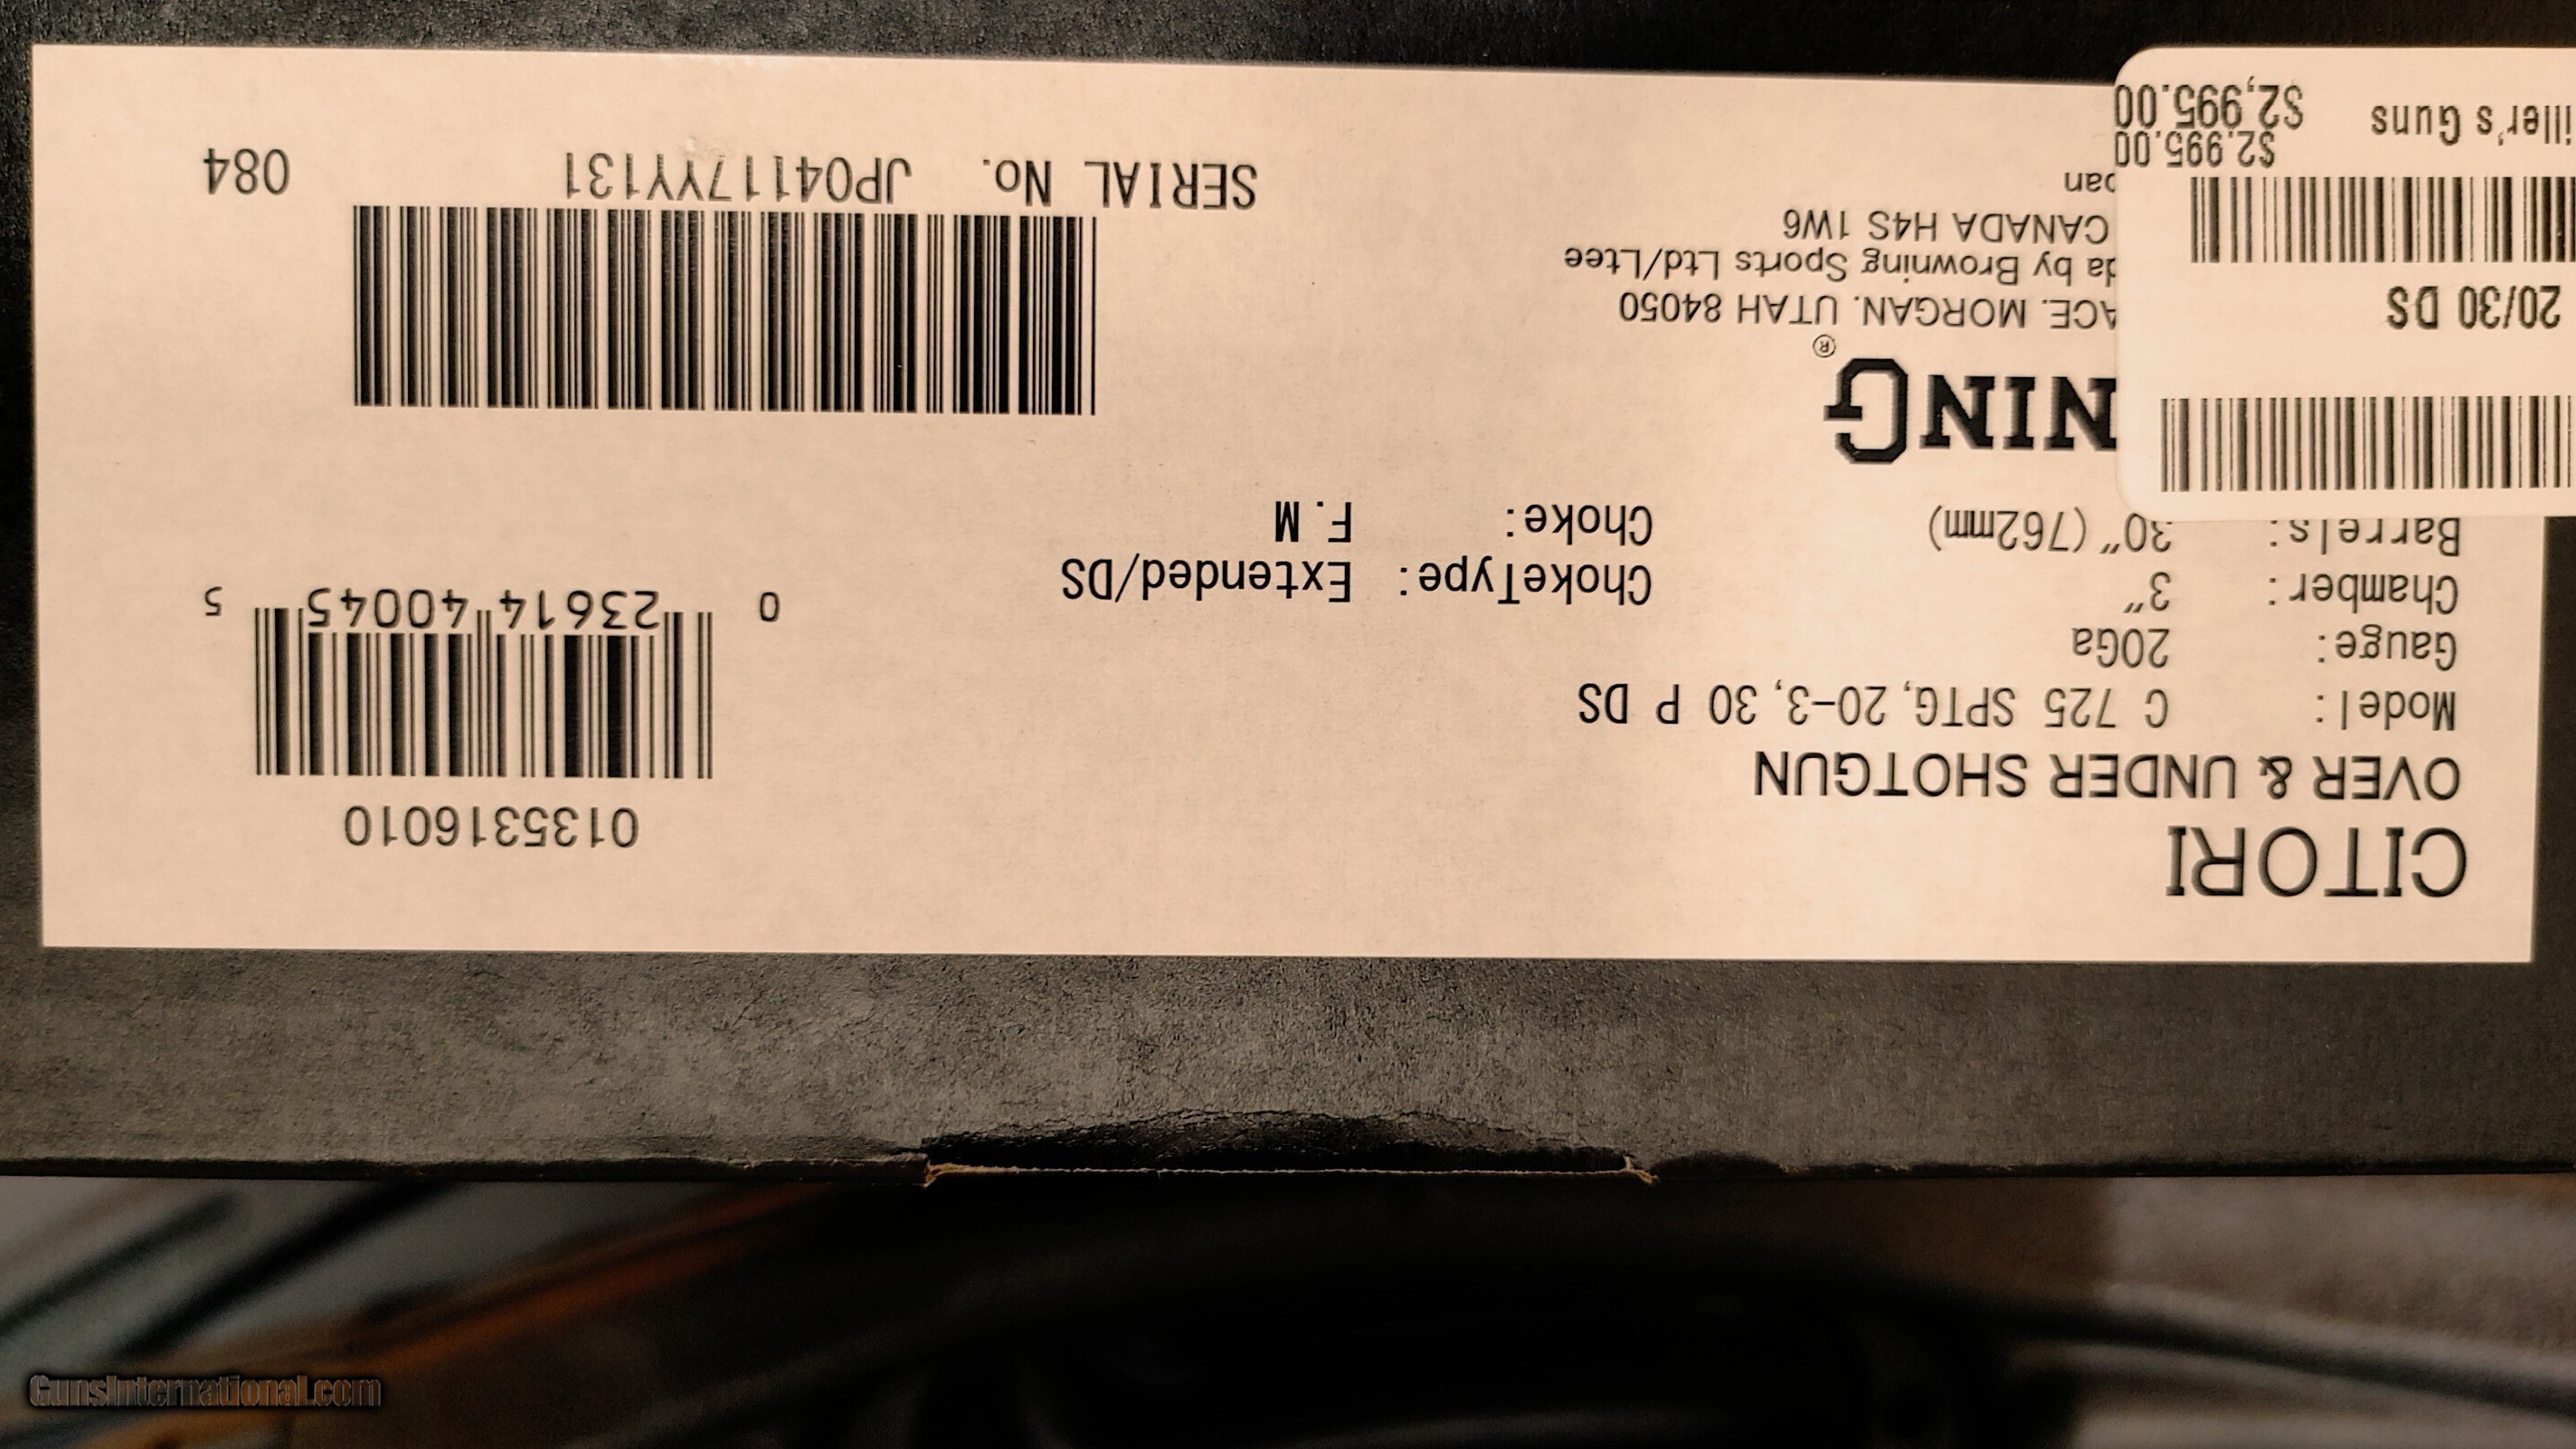 CITORI
OVER & UNDER SHOTGUN
Model: C 725 SPTG, 20-3, 30 P DS
Gauge: 20Ga
Chamber: 3"
Barrels: 30" (762mm)
ChokeType: Extended/DS
Choke: F.M
0135316010
0 23614 40045 5
NING®
ACE. MORGAN. UTAH 84050
da by Browning Sports Ltd/Ltee
CANADA H4S 1W6
pan
SERIAL No. JP04117YY131 084
20/30 DS
$2,995.00
iller's Guns $2,995.00
GunsInternational.com